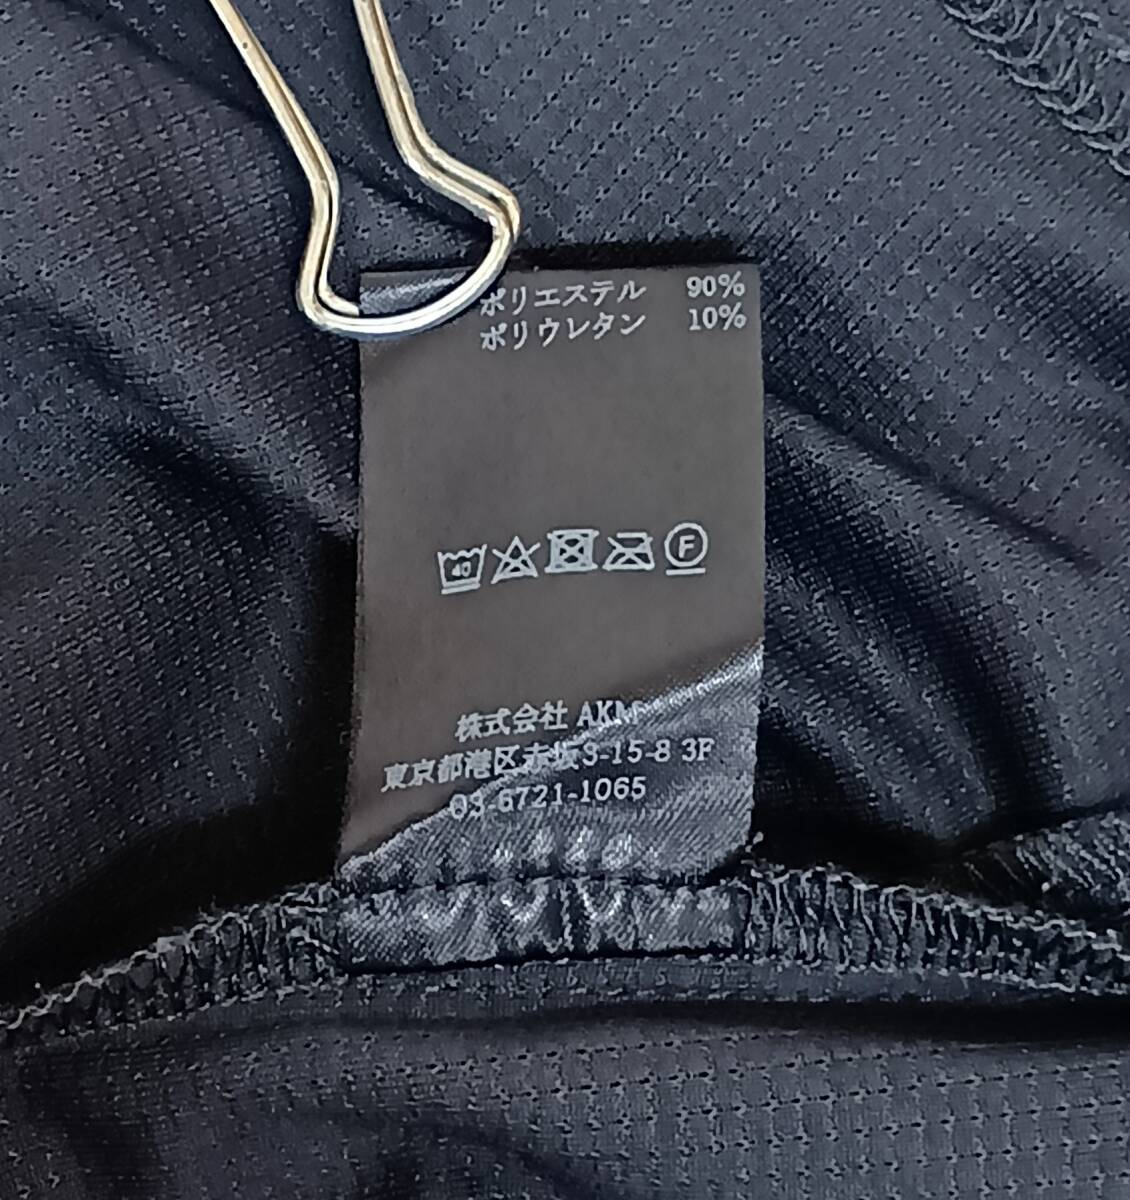 ポリエステル 90%
ポリウレタン 10%
40 F
株式会社
東京都港区赤坂3-15-8 3F
03-6721-1065